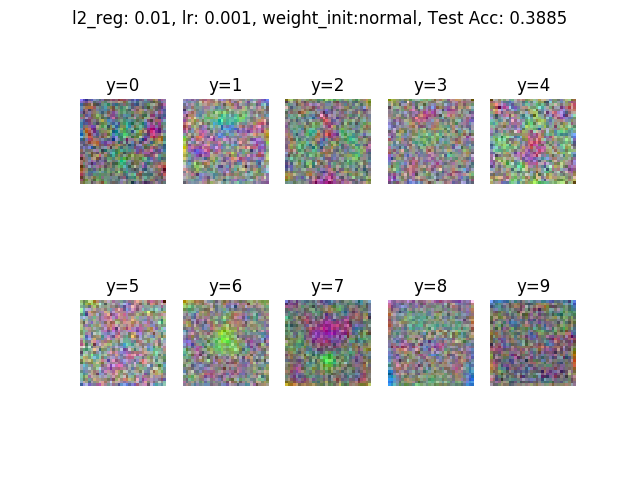 l2_reg: 0.01, lr: 0.001, weight_init:normal, Test Acc: 0.3885
y=0 y=1 y=2 y=3 y=4
y=5 y=6 y=7 y=8 y=9